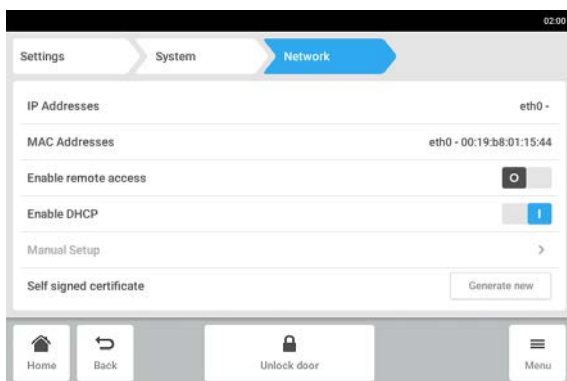 02:00
Settings System Network
IP Addresses eth0 -
MAC Addresses eth0 - 00:19:b8:01:15:44
Enable remote access O
Enable DHCP I
Manual Setup >
Self signed certificate Generate new
Home Back Unlock door Menu